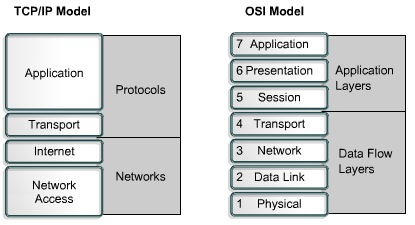 TCP/IP Model
Application
Transport
Internet
Network
Access
Protocols
Networks
OSI Model
7 Application
6 Presentation
5 Session
4 Transport
3 Network
2 Data Link
1 Physical
Application
Layers
Data Flow
Layers